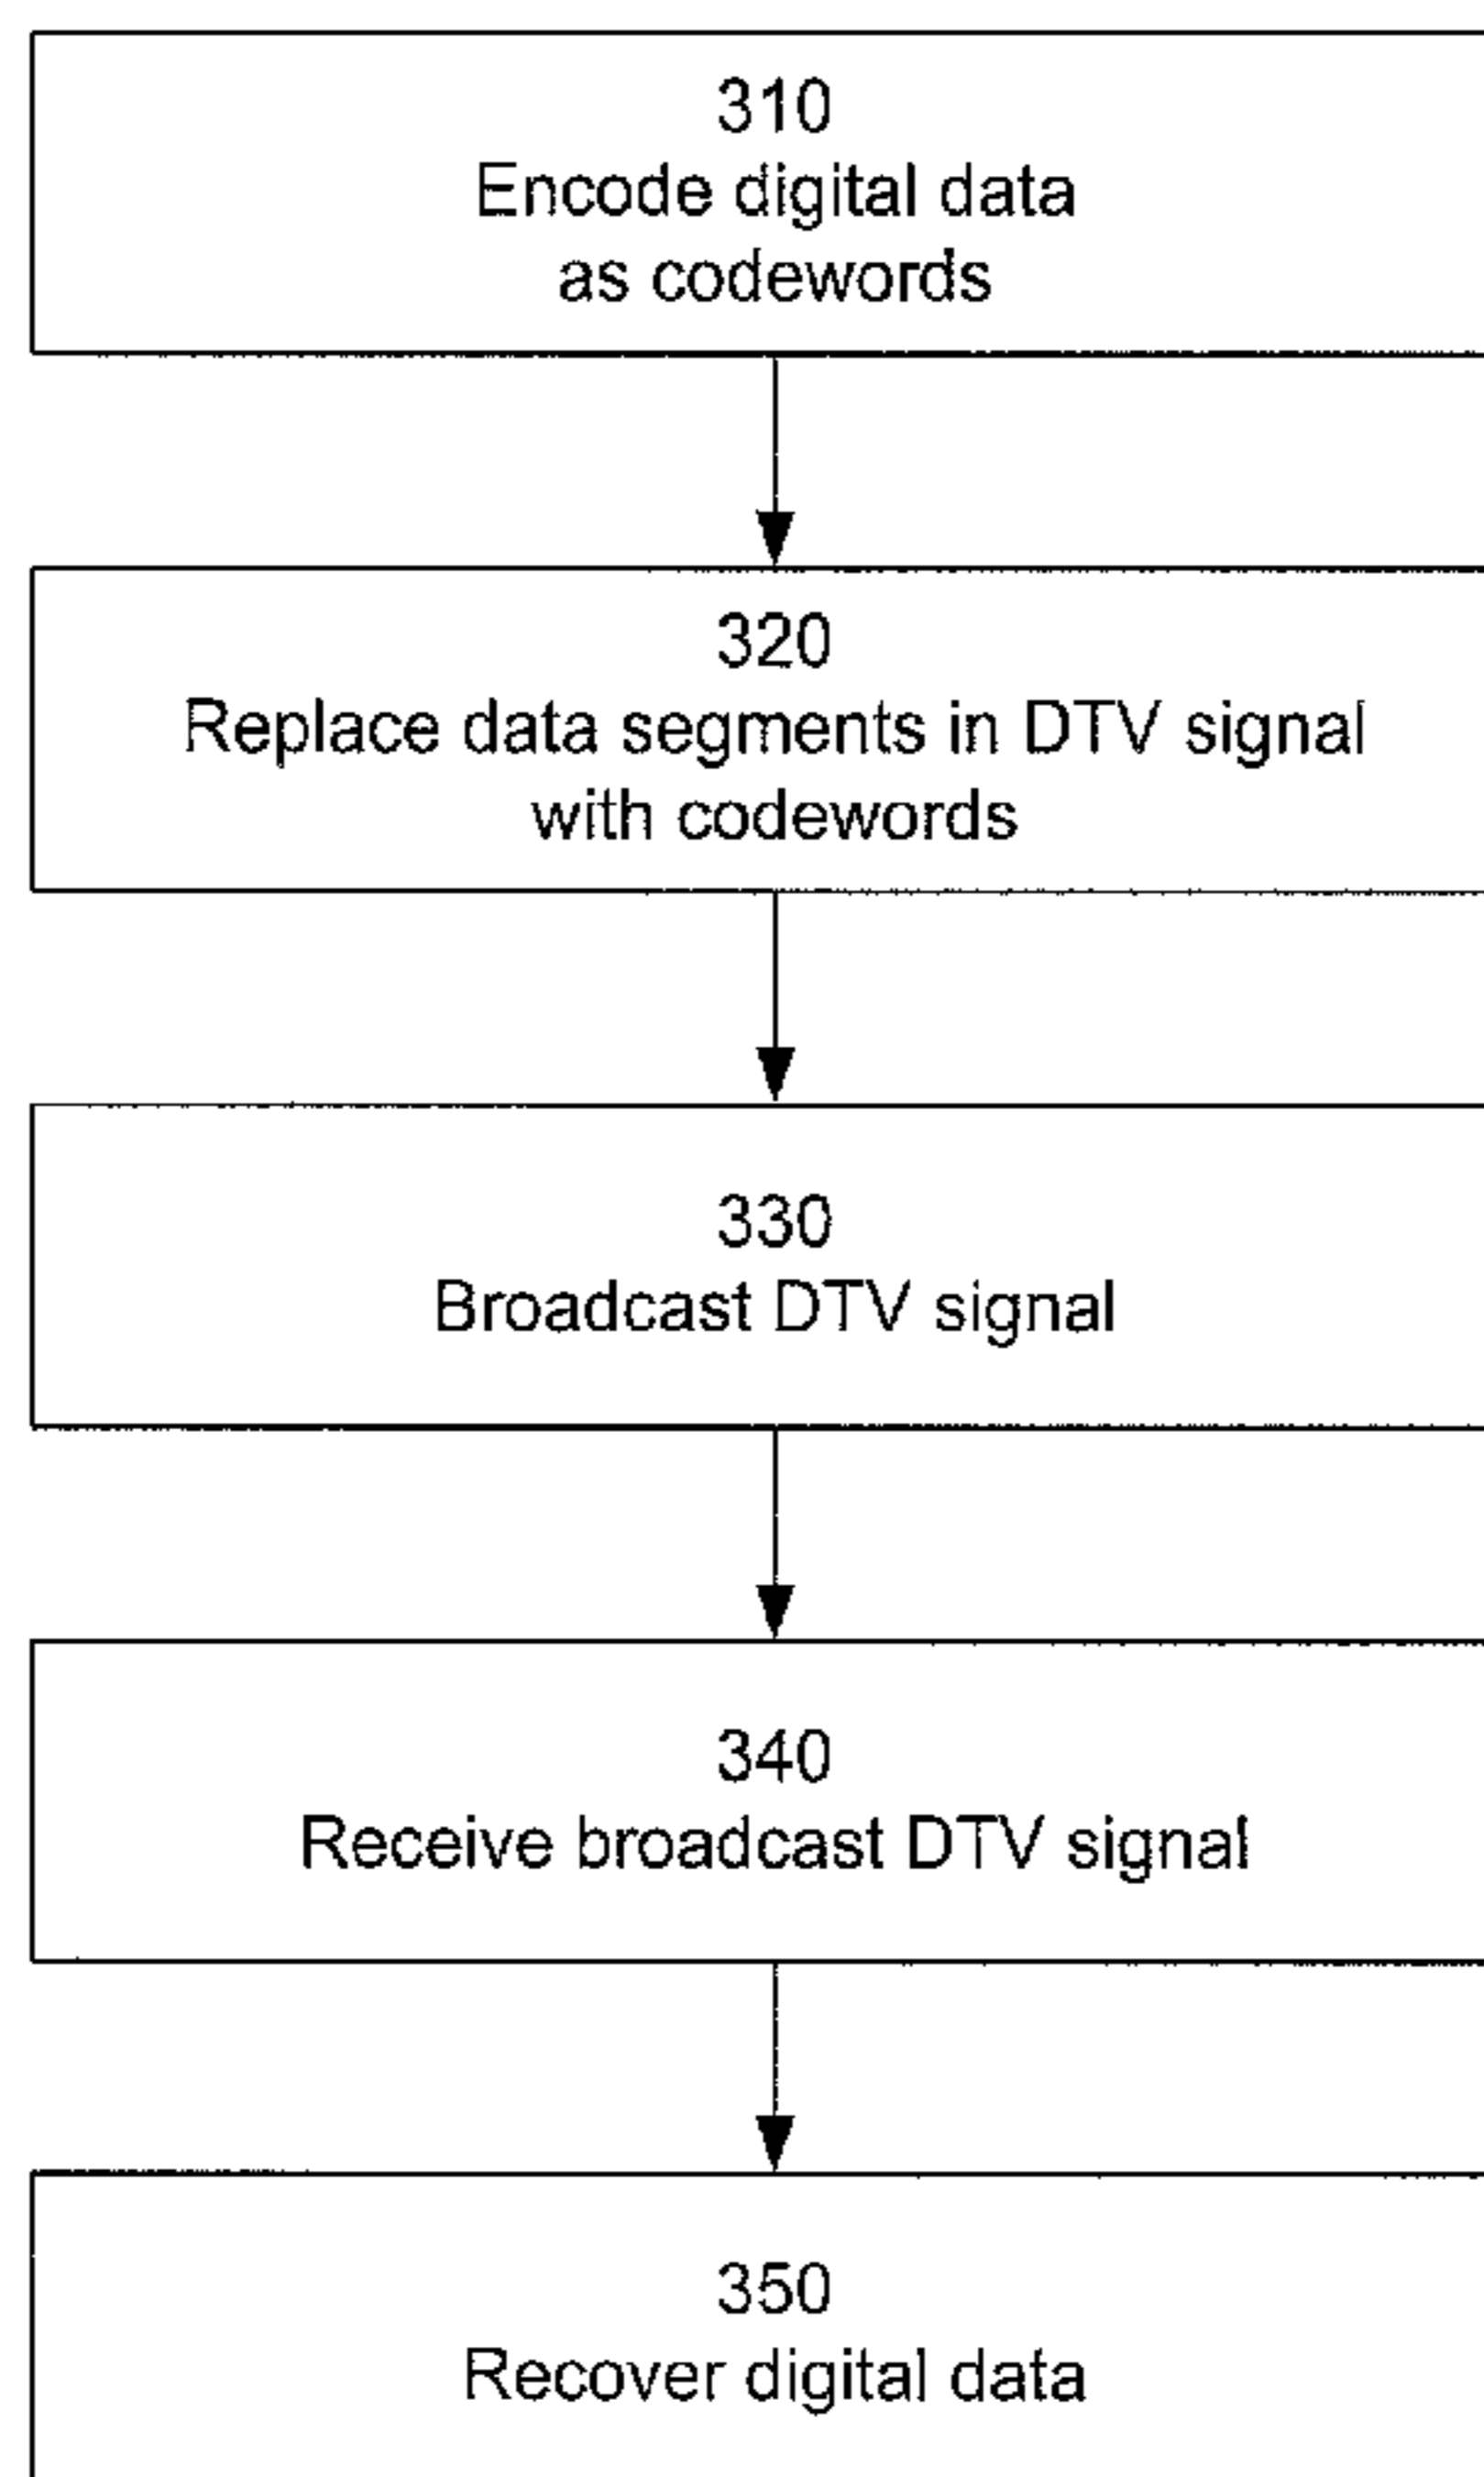 310
Encode digital data
as codewords
320
Replace data segments in DTV signal
with codewords
330
Broadcast DTV signal
340
Receive broadcast DTV signal
350
Recover digital data